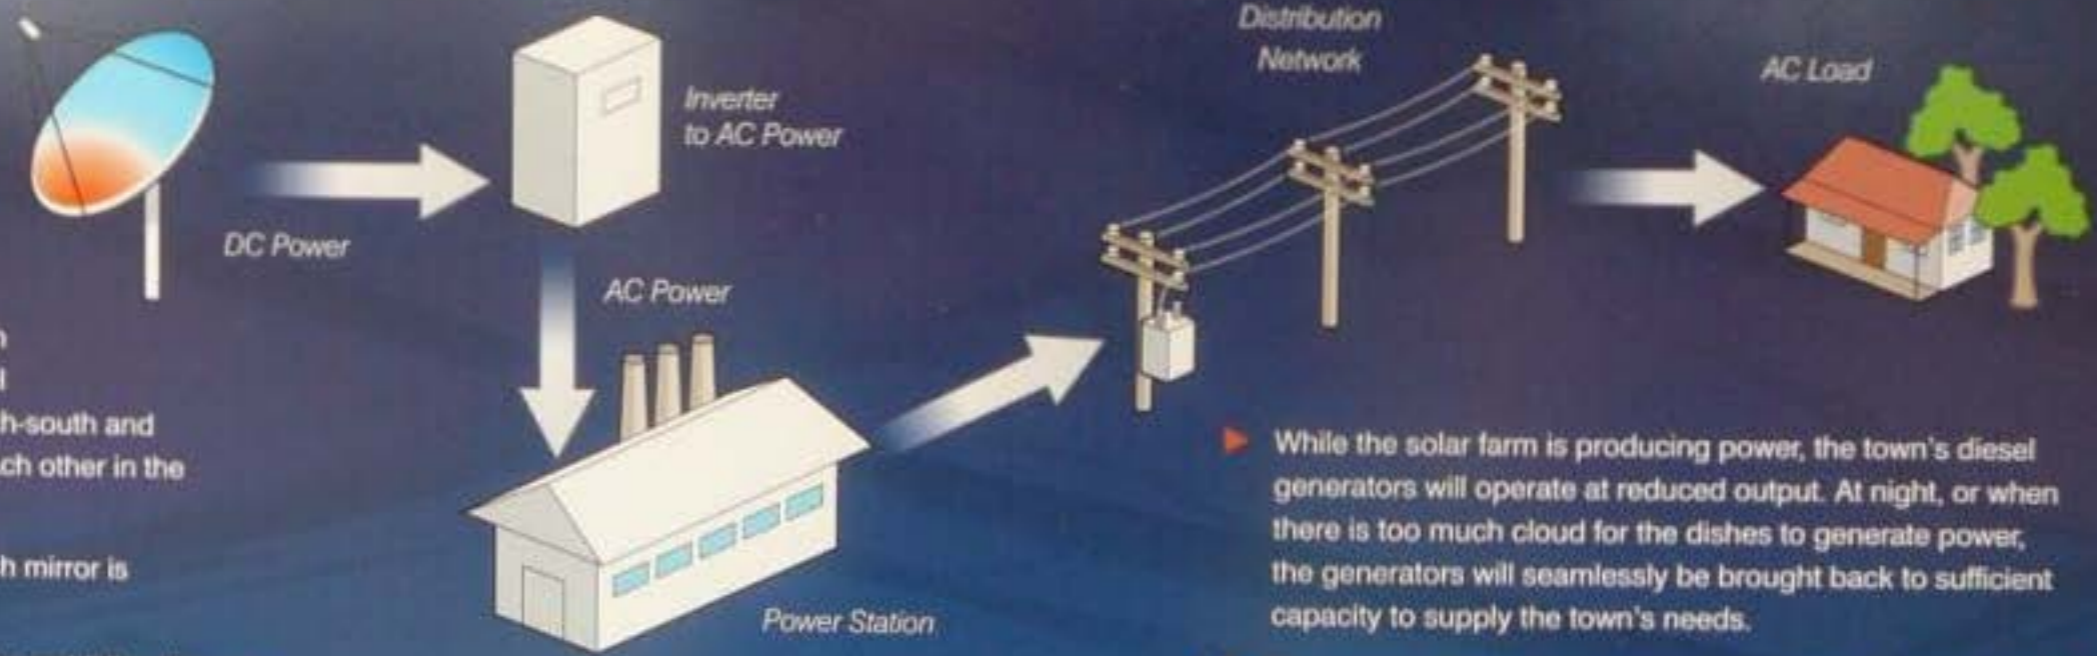 Distribution
Network
AC Load
Inverter
to AC Power
DC Power
AC Power
h-south and
ch other in the
h mirror is
Power Station
While the solar farm is producing power, the town's diesel
generators will operate at reduced output. At night, or when
there is too much cloud for the dishes to generate power,
the generators will seamlessly be brought back to sufficient
capacity to supply the town's needs.